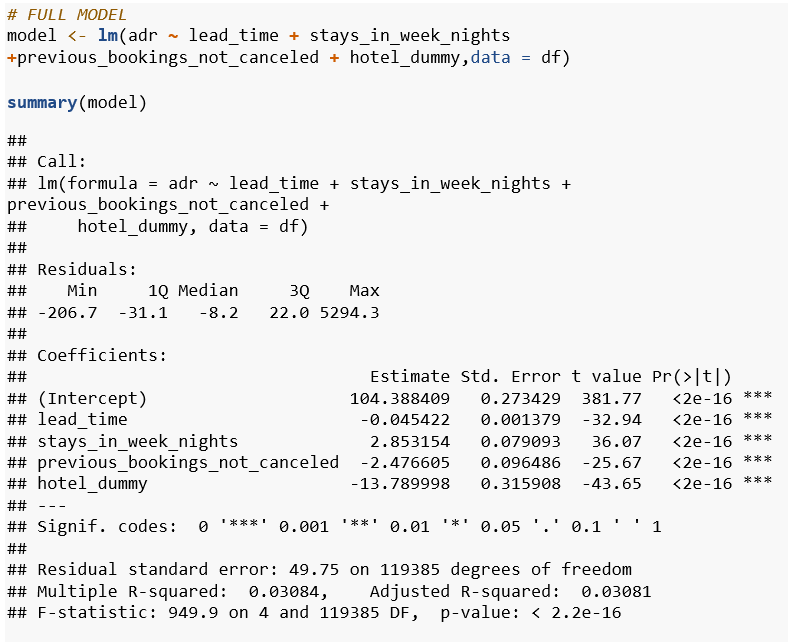 # FULL MODEL
model <- lm(adr ~ lead_time + stays_in_week_nights
+previous_bookings_not_canceled + hotel_dummy,data = df)
summary(model)
##
## Call:
## lm(formula = adr ~ lead_time + stays_in_week_nights +
previous_bookings_not_canceled +
##     hotel_dummy, data = df)
##
## Residuals:
##    Min     1Q Median     3Q    Max
## -206.7  -31.1   -8.2   22.0 5294.3
##
## Coefficients:
##                                  Estimate Std. Error t value Pr(>|t|)
## (Intercept)                    104.388409   0.273429  381.77   <2e-16 ***
## lead_time                       -0.045422   0.001379  -32.94   <2e-16 ***
## stays_in_week_nights             2.853154   0.079093   36.07   <2e-16 ***
## previous_bookings_not_canceled  -2.476605   0.096486  -25.67   <2e-16 ***
## hotel_dummy                    -13.789998   0.315908  -43.65   <2e-16 ***
## ---
## Signif. codes:  0 '***' 0.001 '**' 0.01 '*' 0.05 '.' 0.1 ' ' 1
##
## Residual standard error: 49.75 on 119385 degrees of freedom
## Multiple R-squared:  0.03084,    Adjusted R-squared:  0.03081
## F-statistic: 949.9 on 4 and 119385 DF,  p-value: < 2.2e-16